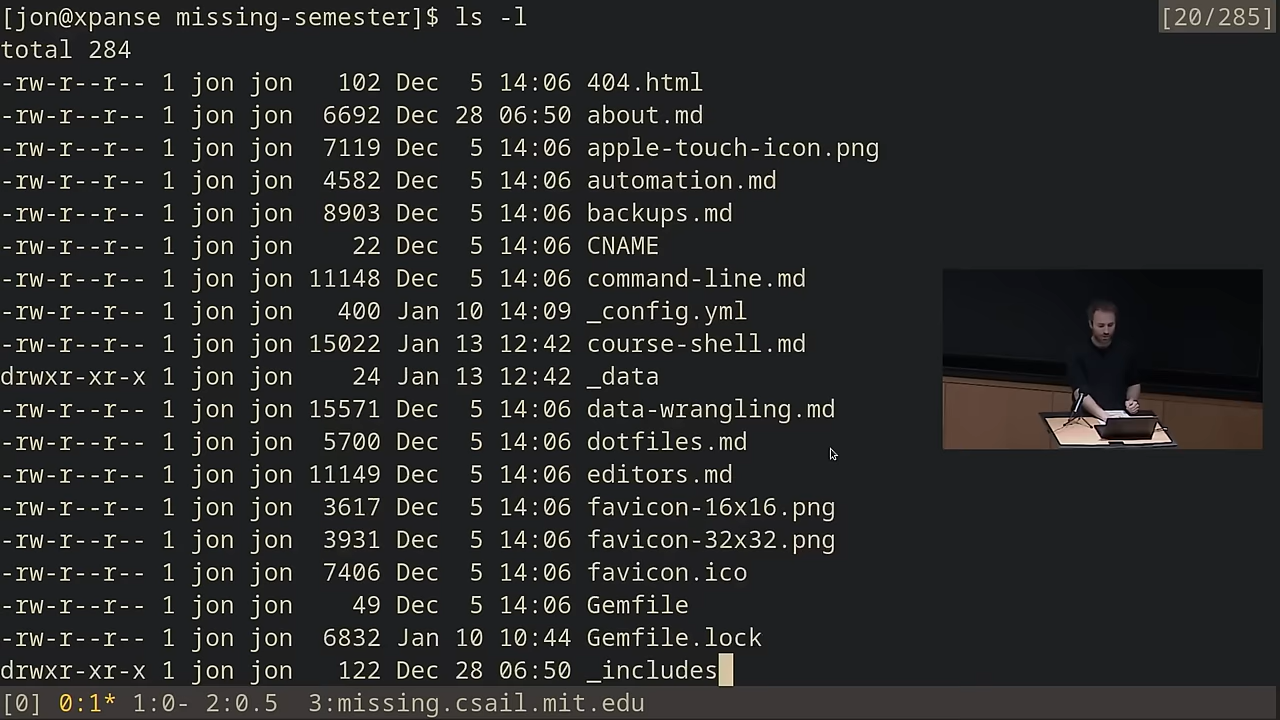 [jon@xpanse missing-semester]$ ls -l [20/285]
total 284
-rw-r--r-- 1 jon jon   102 Dec  5 14:06 404.html
-rw-r--r-- 1 jon jon  6692 Dec 28 06:50 about.md
-rw-r--r-- 1 jon jon  7119 Dec  5 14:06 apple-touch-icon.png
-rw-r--r-- 1 jon jon  4582 Dec  5 14:06 automation.md
-rw-r--r-- 1 jon jon  8903 Dec  5 14:06 backups.md
-rw-r--r-- 1 jon jon    22 Dec  5 14:06 CNAME
-rw-r--r-- 1 jon jon 11148 Dec  5 14:06 command-line.md
-rw-r--r-- 1 jon jon   400 Jan 10 14:09 _config.yml
-rw-r--r-- 1 jon jon 15022 Jan 13 12:42 course-shell.md
drwxr-xr-x 1 jon jon    24 Jan 13 12:42 _data
-rw-r--r-- 1 jon jon 15571 Dec  5 14:06 data-wrangling.md
-rw-r--r-- 1 jon jon  5700 Dec  5 14:06 dotfiles.md
-rw-r--r-- 1 jon jon 11149 Dec  5 14:06 editors.md
-rw-r--r-- 1 jon jon  3617 Dec  5 14:06 favicon-16x16.png
-rw-r--r-- 1 jon jon  3931 Dec  5 14:06 favicon-32x32.png
-rw-r--r-- 1 jon jon  7406 Dec  5 14:06 favicon.ico
-rw-r--r-- 1 jon jon    49 Dec  5 14:06 Gemfile
-rw-r--r-- 1 jon jon  6832 Jan 10 10:44 Gemfile.lock
drwxr-xr-x 1 jon jon   122 Dec 28 06:50 _includes
[0] 0:1* 1:0- 2:0.5  3:missing.csail.mit.edu